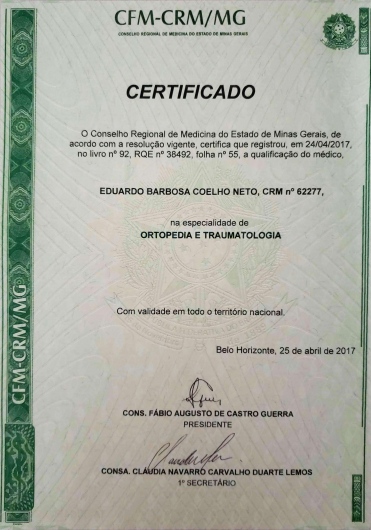 CFM-CRM/MG
CONSELHO REGIONAL DE MEDICINA DO ESTADO DE MINAS GERAIS
CERTIFICADO
O Conselho Regional de Medicina do Estado de Minas Gerais, de
acordo com a resolução vigente, certifica que registrou, em 24/04/2017,
no livro nº 92, RQE nº 38492, folha nº 55, a qualificação do médico,
EDUARDO BARBOSA COELHO NETO, CRM nº 62277,
na especialidade de
ORTOPEDIA E TRAUMATOLOGIA
Com validade em todo o território nacional.
Belo Horizonte, 25 de abril de 2017
CONS. FÁBIO AUGUSTO DE CASTRO GUERRA
PRESIDENTE
CONSA. CLÁUDIA NAVARRO CARVALHO DUARTE LEMOS
1º SECRETÁRIO
CFM-CRM/MG